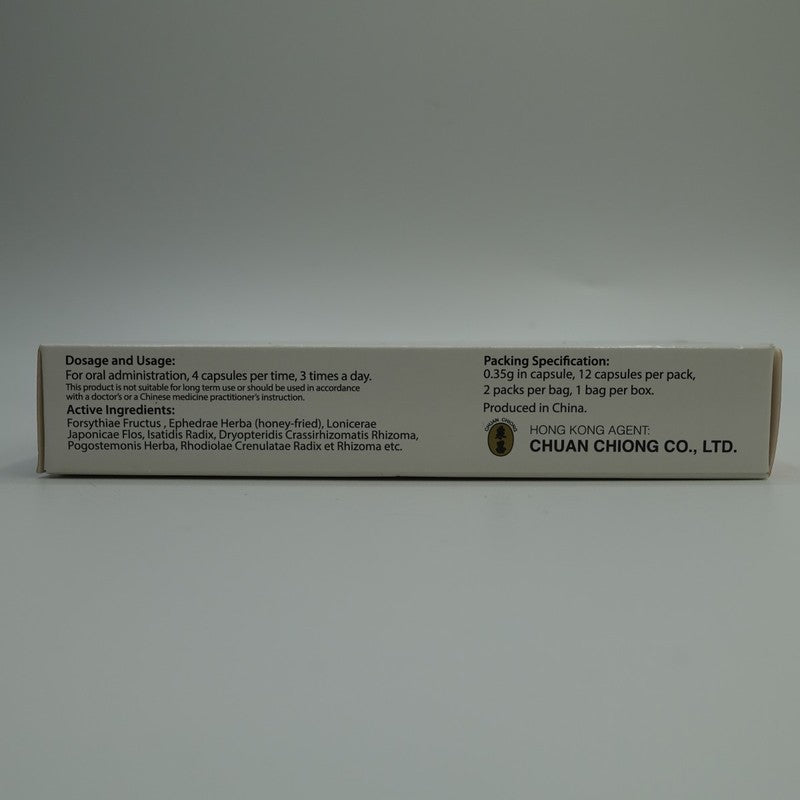 Dosage and Usage:
For oral administration, 4 capsules per time, 3 times a day.
This product is not suitable for long term use or should be used in accordance
with a doctor's or a Chinese medicine practitioner's instruction.
Active Ingredients:
Forsythiae Fructus , Ephedrae Herba (honey-fried), Lonicerae
Japonicae Flos, Isatidis Radix, Dryopteridis Crassirhizomatis Rhizoma,
Pogostemonis Herba, Rhodiolae Crenulatae Radix et Rhizoma etc.
Packing Specification:
0.35g in capsule, 12 capsules per pack,
2 packs per bag, 1 bag per box.
Produced in China.
CHUAN CHIONG
HONG KONG AGENT:
CHUAN CHIONG CO., LTD.